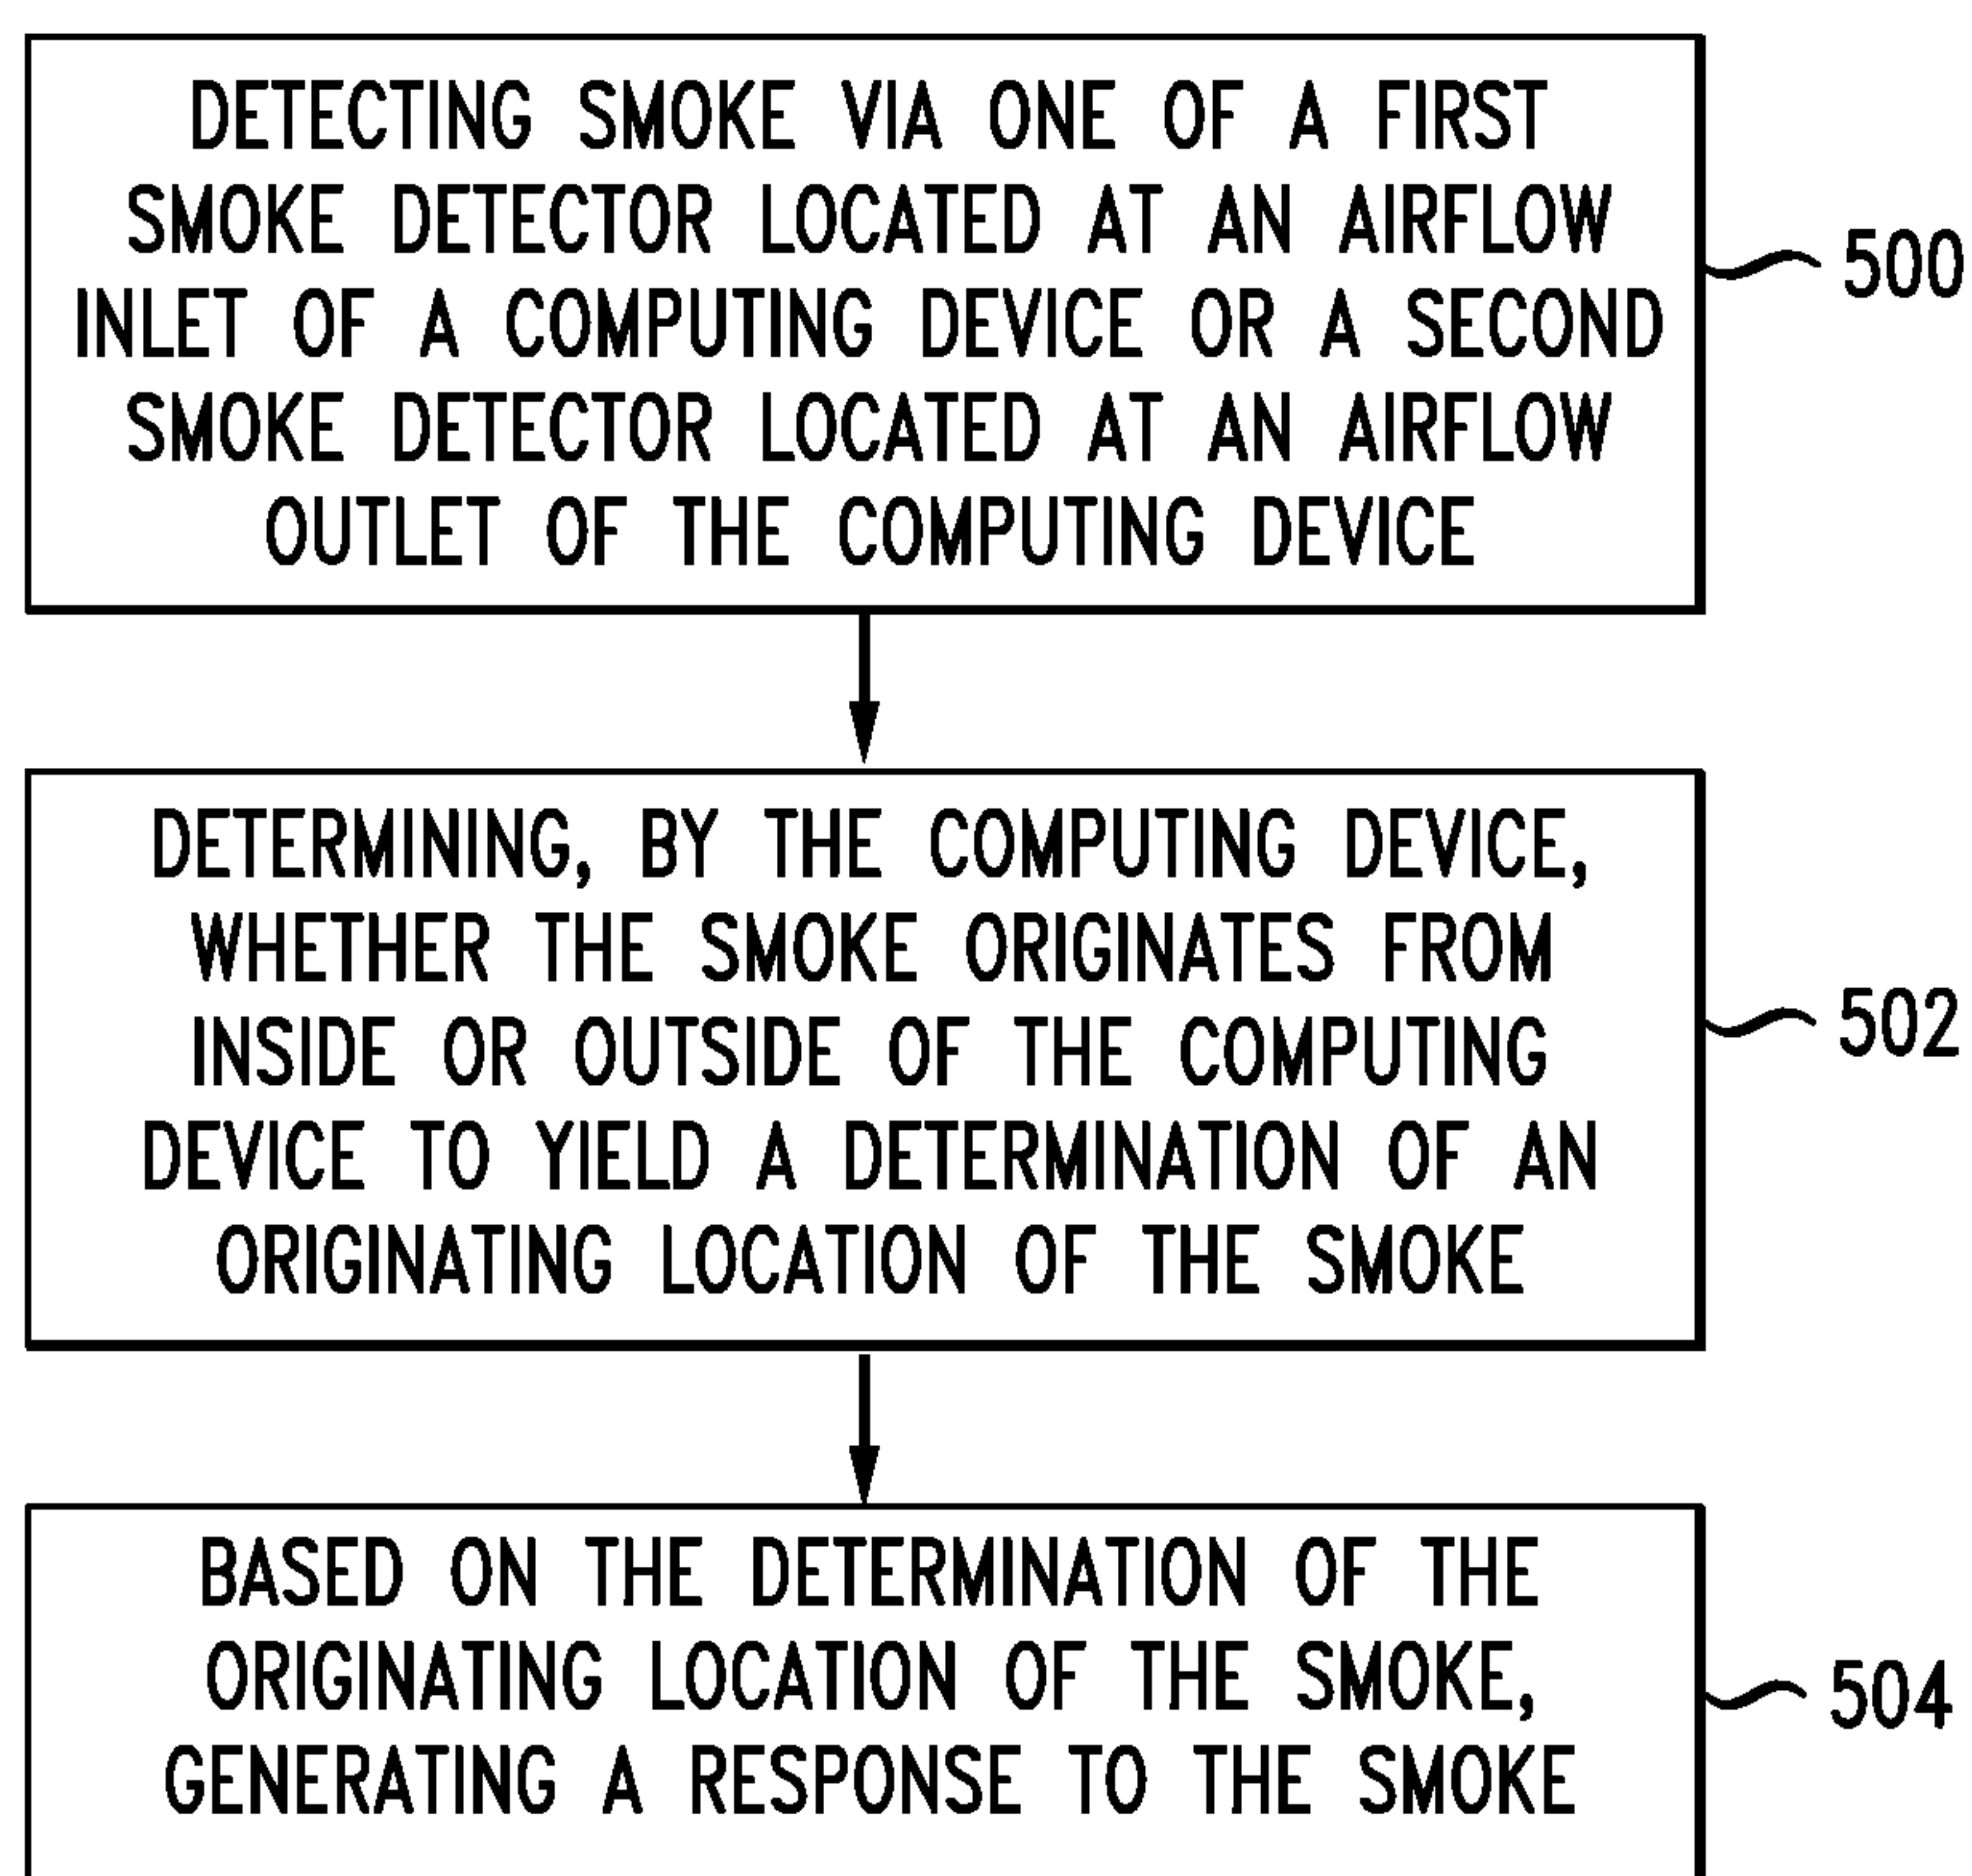 DETECTING SMOKE VIA ONE OF A FIRST
SMOKE DETECTOR LOCATED AT AN AIRFLOW
INLET OF A COMPUTING DEVICE OR A SECOND
SMOKE DETECTOR LOCATED AT AN AIRFLOW
OUTLET OF THE COMPUTING DEVICE
500
DETERMINING, BY THE COMPUTING DEVICE,
WHETHER THE SMOKE ORIGINATES FROM
INSIDE OR OUTSIDE OF THE COMPUTING
DEVICE TO YIELD A DETERMINATION OF AN
ORIGINATING LOCATION OF THE SMOKE
502
BASED ON THE DETERMINATION OF THE
ORIGINATING LOCATION OF THE SMOKE,
GENERATING A RESPONSE TO THE SMOKE
504